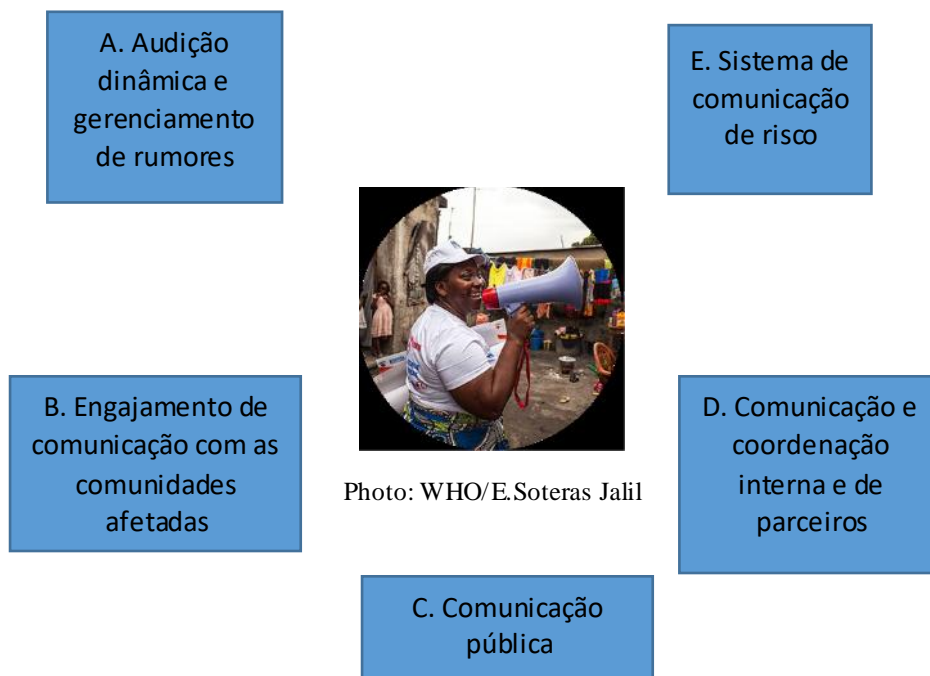 A. Audição
dinâmica e
gerenciamento
de rumores
E. Sistema de
comunicação
de risco
B. Engajamento de
comunicação com as
comunidades
afetadas
Photo: WHO/E.Soteras Jalil
D. Comunicação e
coordenação
interna e de
parceiros
C. Comunicação
pública